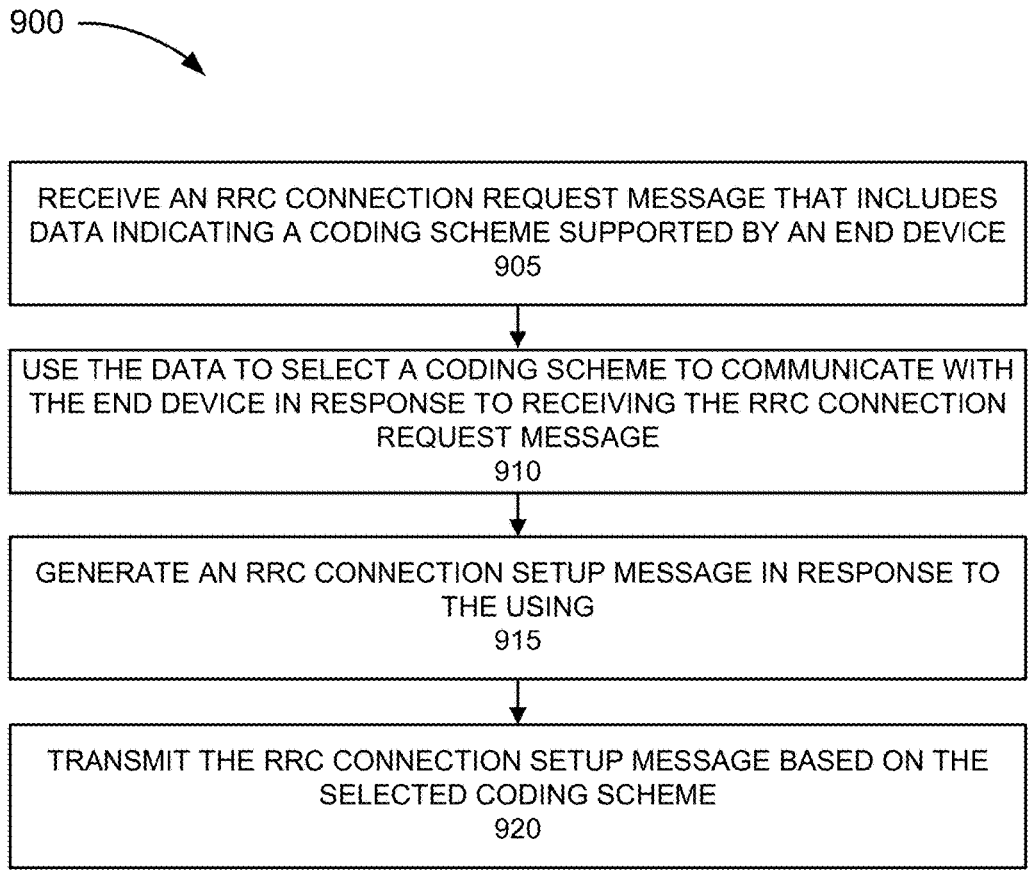 900
RECEIVE AN RRC CONNECTION REQUEST MESSAGE THAT INCLUDES
DATA INDICATING A CODING SCHEME SUPPORTED BY AN END DEVICE
905
USE THE DATA TO SELECT A CODING SCHEME TO COMMUNICATE WITH
THE END DEVICE IN RESPONSE TO RECEIVING THE RRC CONNECTION
REQUEST MESSAGE
910
GENERATE AN RRC CONNECTION SETUP MESSAGE IN RESPONSE TO
THE USING
915
TRANSMIT THE RRC CONNECTION SETUP MESSAGE BASED ON THE
SELECTED CODING SCHEME
920